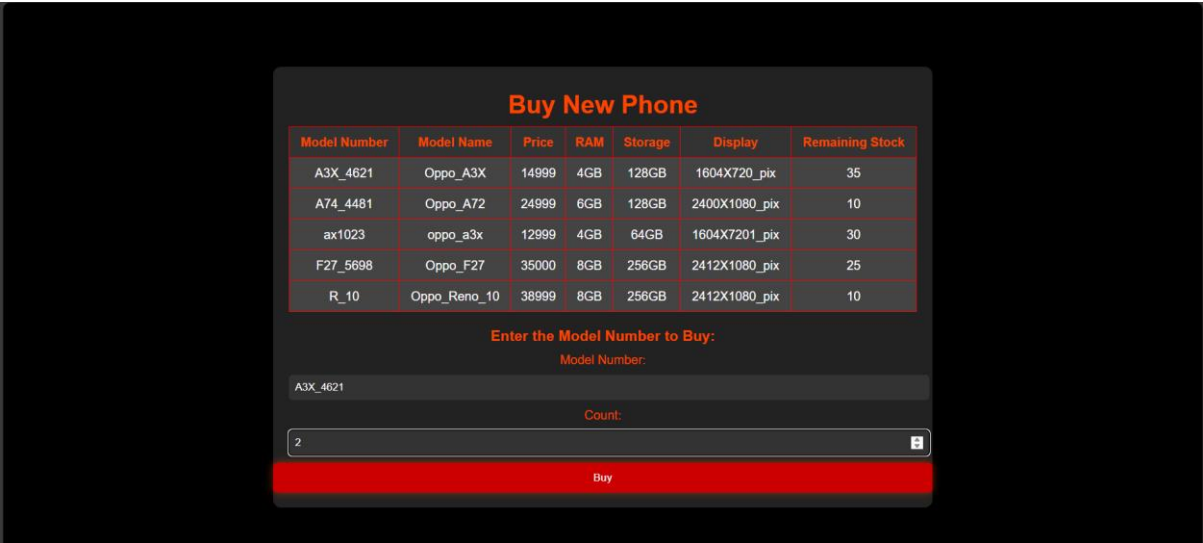 Buy New Phone
Model Number Model Name Price RAM Storage Display Remaining Stock
A3X_4621 Oppo_A3X 14999 4GB 128GB 1604X720_pix 35
A74_4481 Oppo_A72 24999 6GB 128GB 2400X1080_pix 10
ax1023 oppo_a3x 12999 4GB 64GB 1604X7201_pix 30
F27_5698 Oppo_F27 35000 8GB 256GB 2412X1080_pix 25
R_10 Oppo_Reno_10 38999 8GB 256GB 2412X1080_pix 10
Enter the Model Number to Buy:
Model Number:
A3X_4621
Count:
2
Buy